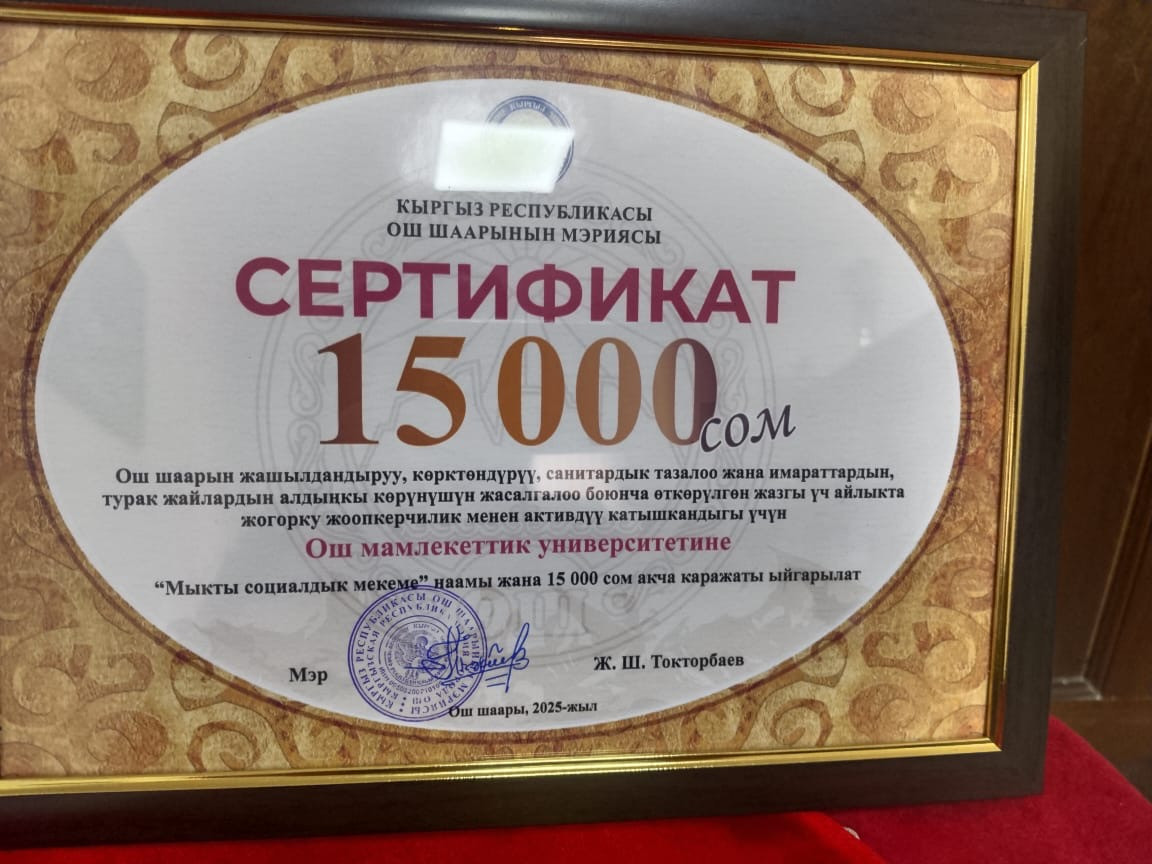 КЫРГЫЗ РЕСПУБЛИКАСЫ
ОШ ШААРЫНЫН МЭРИЯСЫ
СЕРТИФИКАТ
15 000 сом
Ош шаарын жашылдандыруу, көрктөндүрүү, санитардык тазалоо жана имараттардын,
турак жайлардын алдыңкы көрүнүшүн жасалгалоо боюнча өткөрүлгөн жазгы үч айлыкта
жогорку жоопкерчилик менен активдүү катышкандыгы үчүн
Ош мамлекеттик университетине
“Мыкты социалдык мекеме” наамы жана 15 000 сом акча каражаты ыйгарылат
Мэр Ж. Ш. Токторбаев
Ош шаары, 2025-жыл